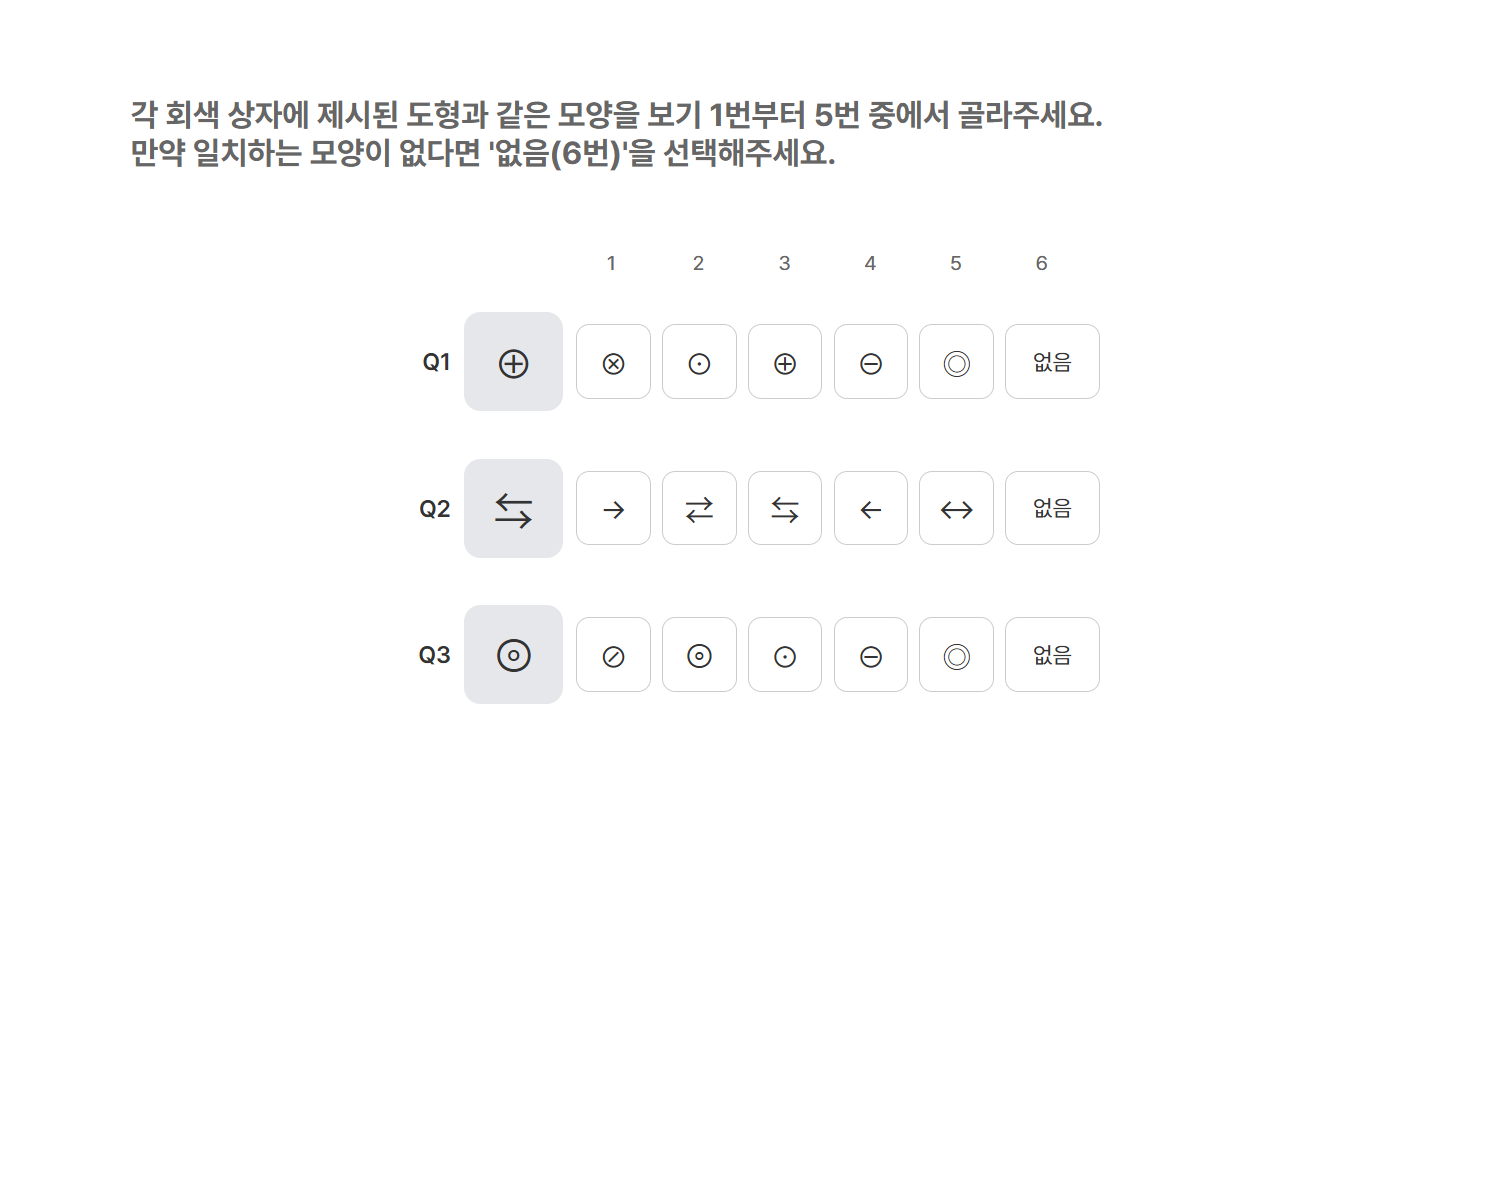 각 회색 상자에 제시된 도형과 같은 모양을 보기 1번부터 5번 중에서 골라주세요.
만약 일치하는 모양이 없다면 '없음(6번)'을 선택해주세요.
1 2 3 4 5 6
Q1 ⊕ ⊗ ⊙ ⊕ ⊖ ◎ 없음
Q2 ⇆ → ⇄ ⇆ ← ↔ 없음
Q3 ⊚ ⊘ ⊚ ⊙ ⊖ ◎ 없음